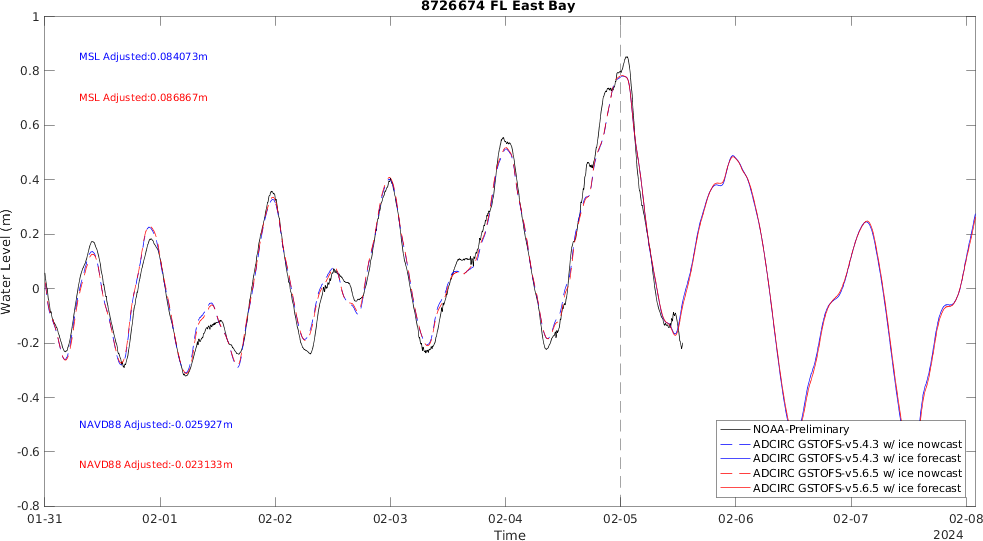 8726674 FL East Bay
1
0.8
0.6
0.4
0.2
0
-0.2
-0.4
-0.6
-0.8
Water Level (m)
MSL Adjusted:0.084073m
MSL Adjusted:0.086867m
NAVD88 Adjusted:-0.025927m
NAVD88 Adjusted:-0.023133m
NOAA-Preliminary
ADCIRC GSTOFS-v5.4.3 w/ ice nowcast
ADCIRC GSTOFS-v5.4.3 w/ ice forecast
ADCIRC GSTOFS-v5.6.5 w/ ice nowcast
ADCIRC GSTOFS-v5.6.5 w/ ice forecast
01-31 02-01 02-02 02-03 02-04 02-05 02-06 02-07 02-08
Time
2024